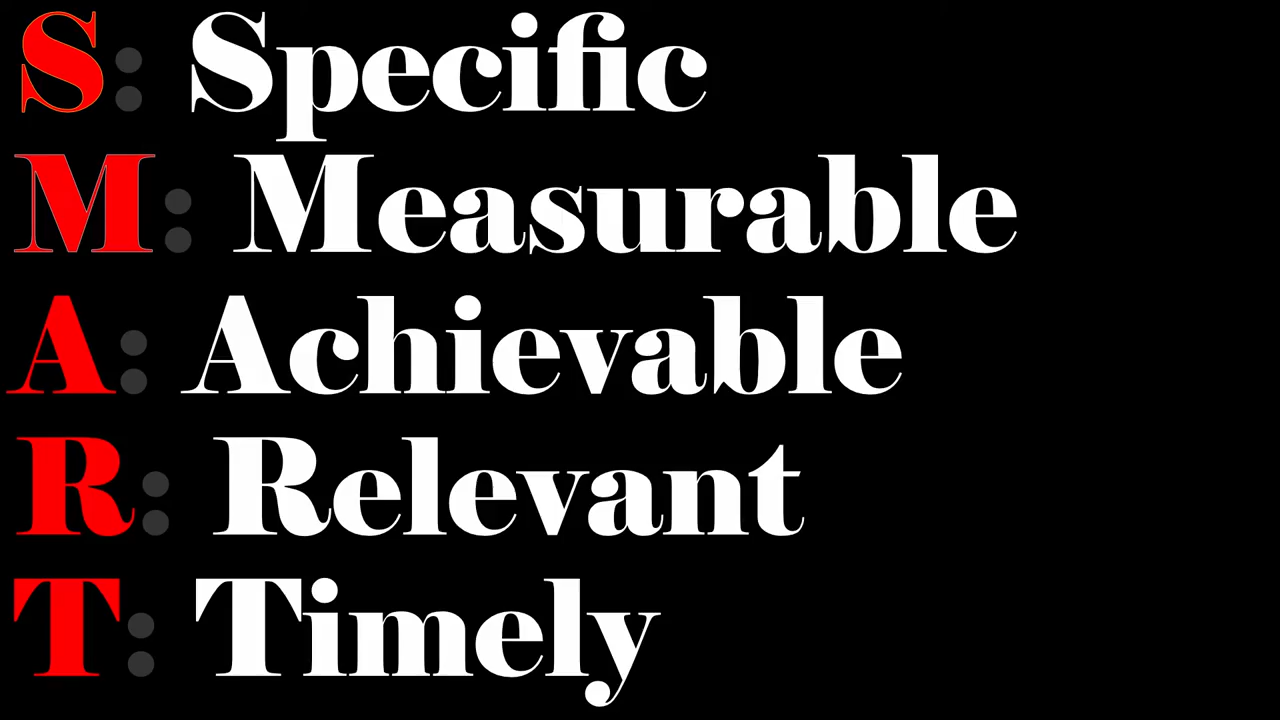 S: Specific
M: Measurable
A: Achievable
R: Relevant
T: Timely